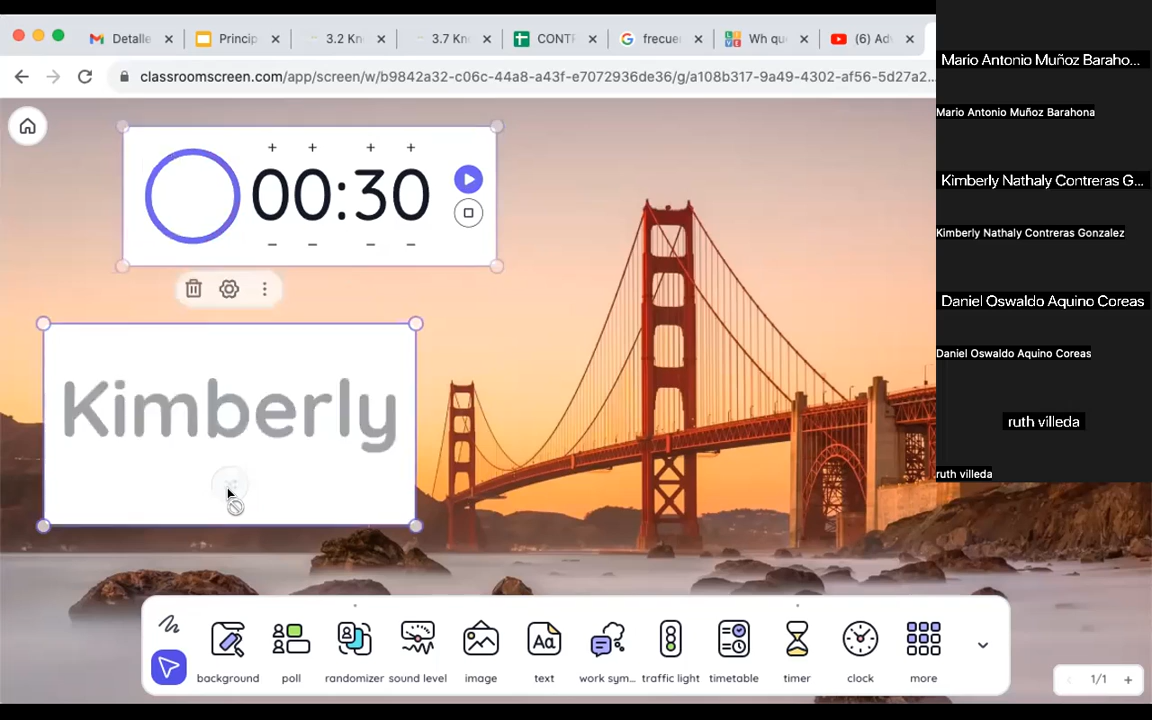 Detalle
Princip
3.2 Kn
3.7 Kn
CONTF
frecuer
Wh qu
(6) Ad
classroomscreen.com/app/screen/w/b9842a32-c06c-44a8-a43f-e7072936de36/g/a108b317-9a49-4302-af56-5d27a2...
Mario Antonio Muñoz Baraho...
Mario Antonio Muñoz Barahona
Kimberly Nathaly Contreras G...
Kimberly Nathaly Contreras Gonzalez
Daniel Oswaldo Aquino Coreas
Daniel Oswaldo Aquino Coreas
ruth villeda
ruth villeda
00:30
Kimberly
background
poll
randomizer
sound level
image
Aa
text
work sym...
traffic light
timetable
timer
clock
more
1/1